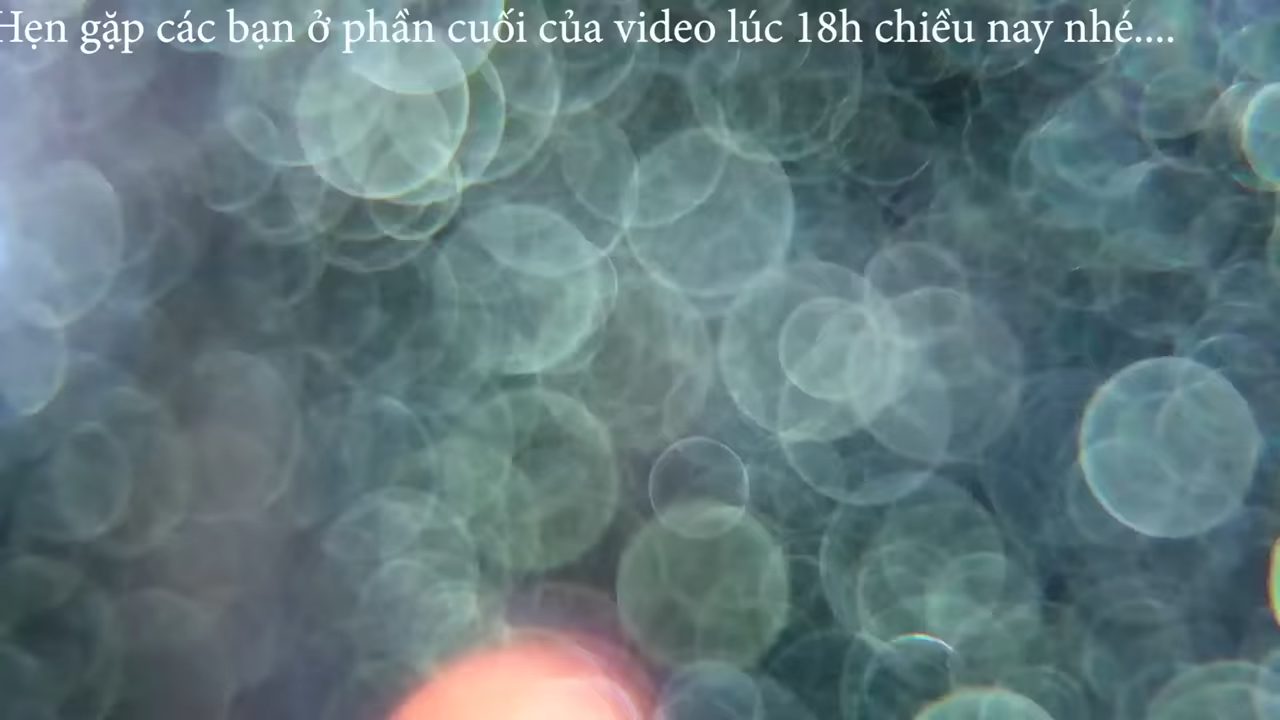 Hẹn gặp các bạn ở phần cuối của video lúc 18h chiều nay nhé....